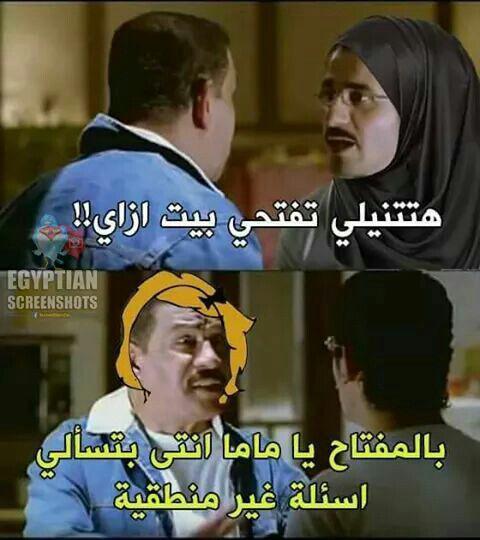 هتتنيلي تفتحي بيت ازاي!!
EGYPTIAN
SCREENSHOTS
بالمفتاح يا ماما انتى بتسألي
اسئلة غير منطقية